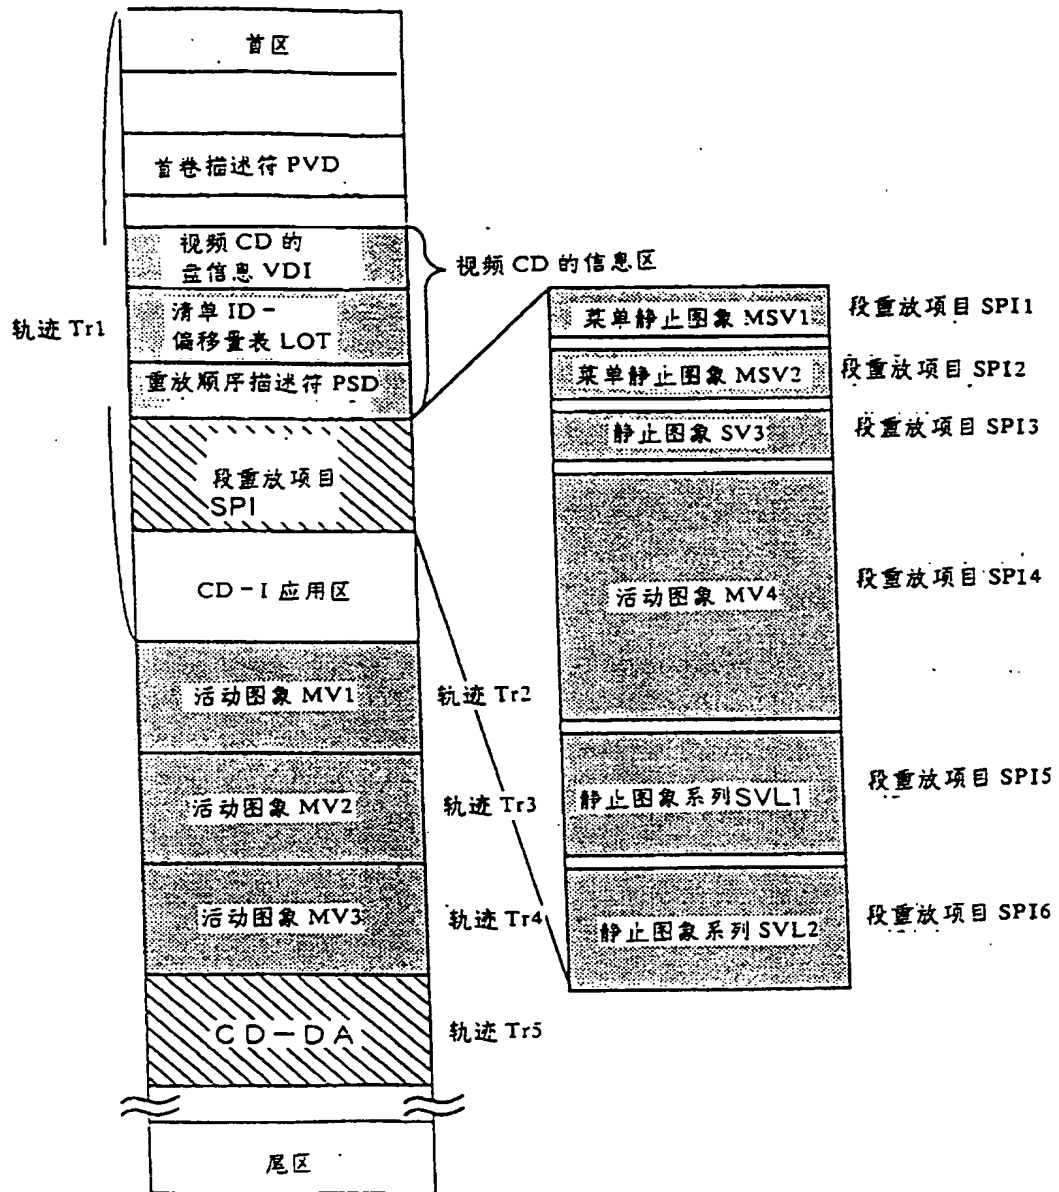 首区
首卷描述符 PVD
视频 CD 的
盘信息 VDI
清单 ID-
偏移量表 LOT
重放顺序描述符 PSD
视频 CD 的信息区
轨迹 Tr1
段重放项目
SPI
CD-I 应用区
活动图象 MV1
轨迹 Tr2
活动图象 MV2
轨迹 Tr3
活动图象 MV3
轨迹 Tr4
CD-DA
轨迹 Tr5
尾区
菜单静止图象 MSV1
段重放项目 SPI1
菜单静止图象 MSV2
段重放项目 SPI2
静止图象 SV3
段重放项目 SPI3
活动图象 MV4
段重放项目 SPI4
静止图象系列 SVL1
段重放项目 SPI5
静止图象系列 SVL2
段重放项目 SPI6